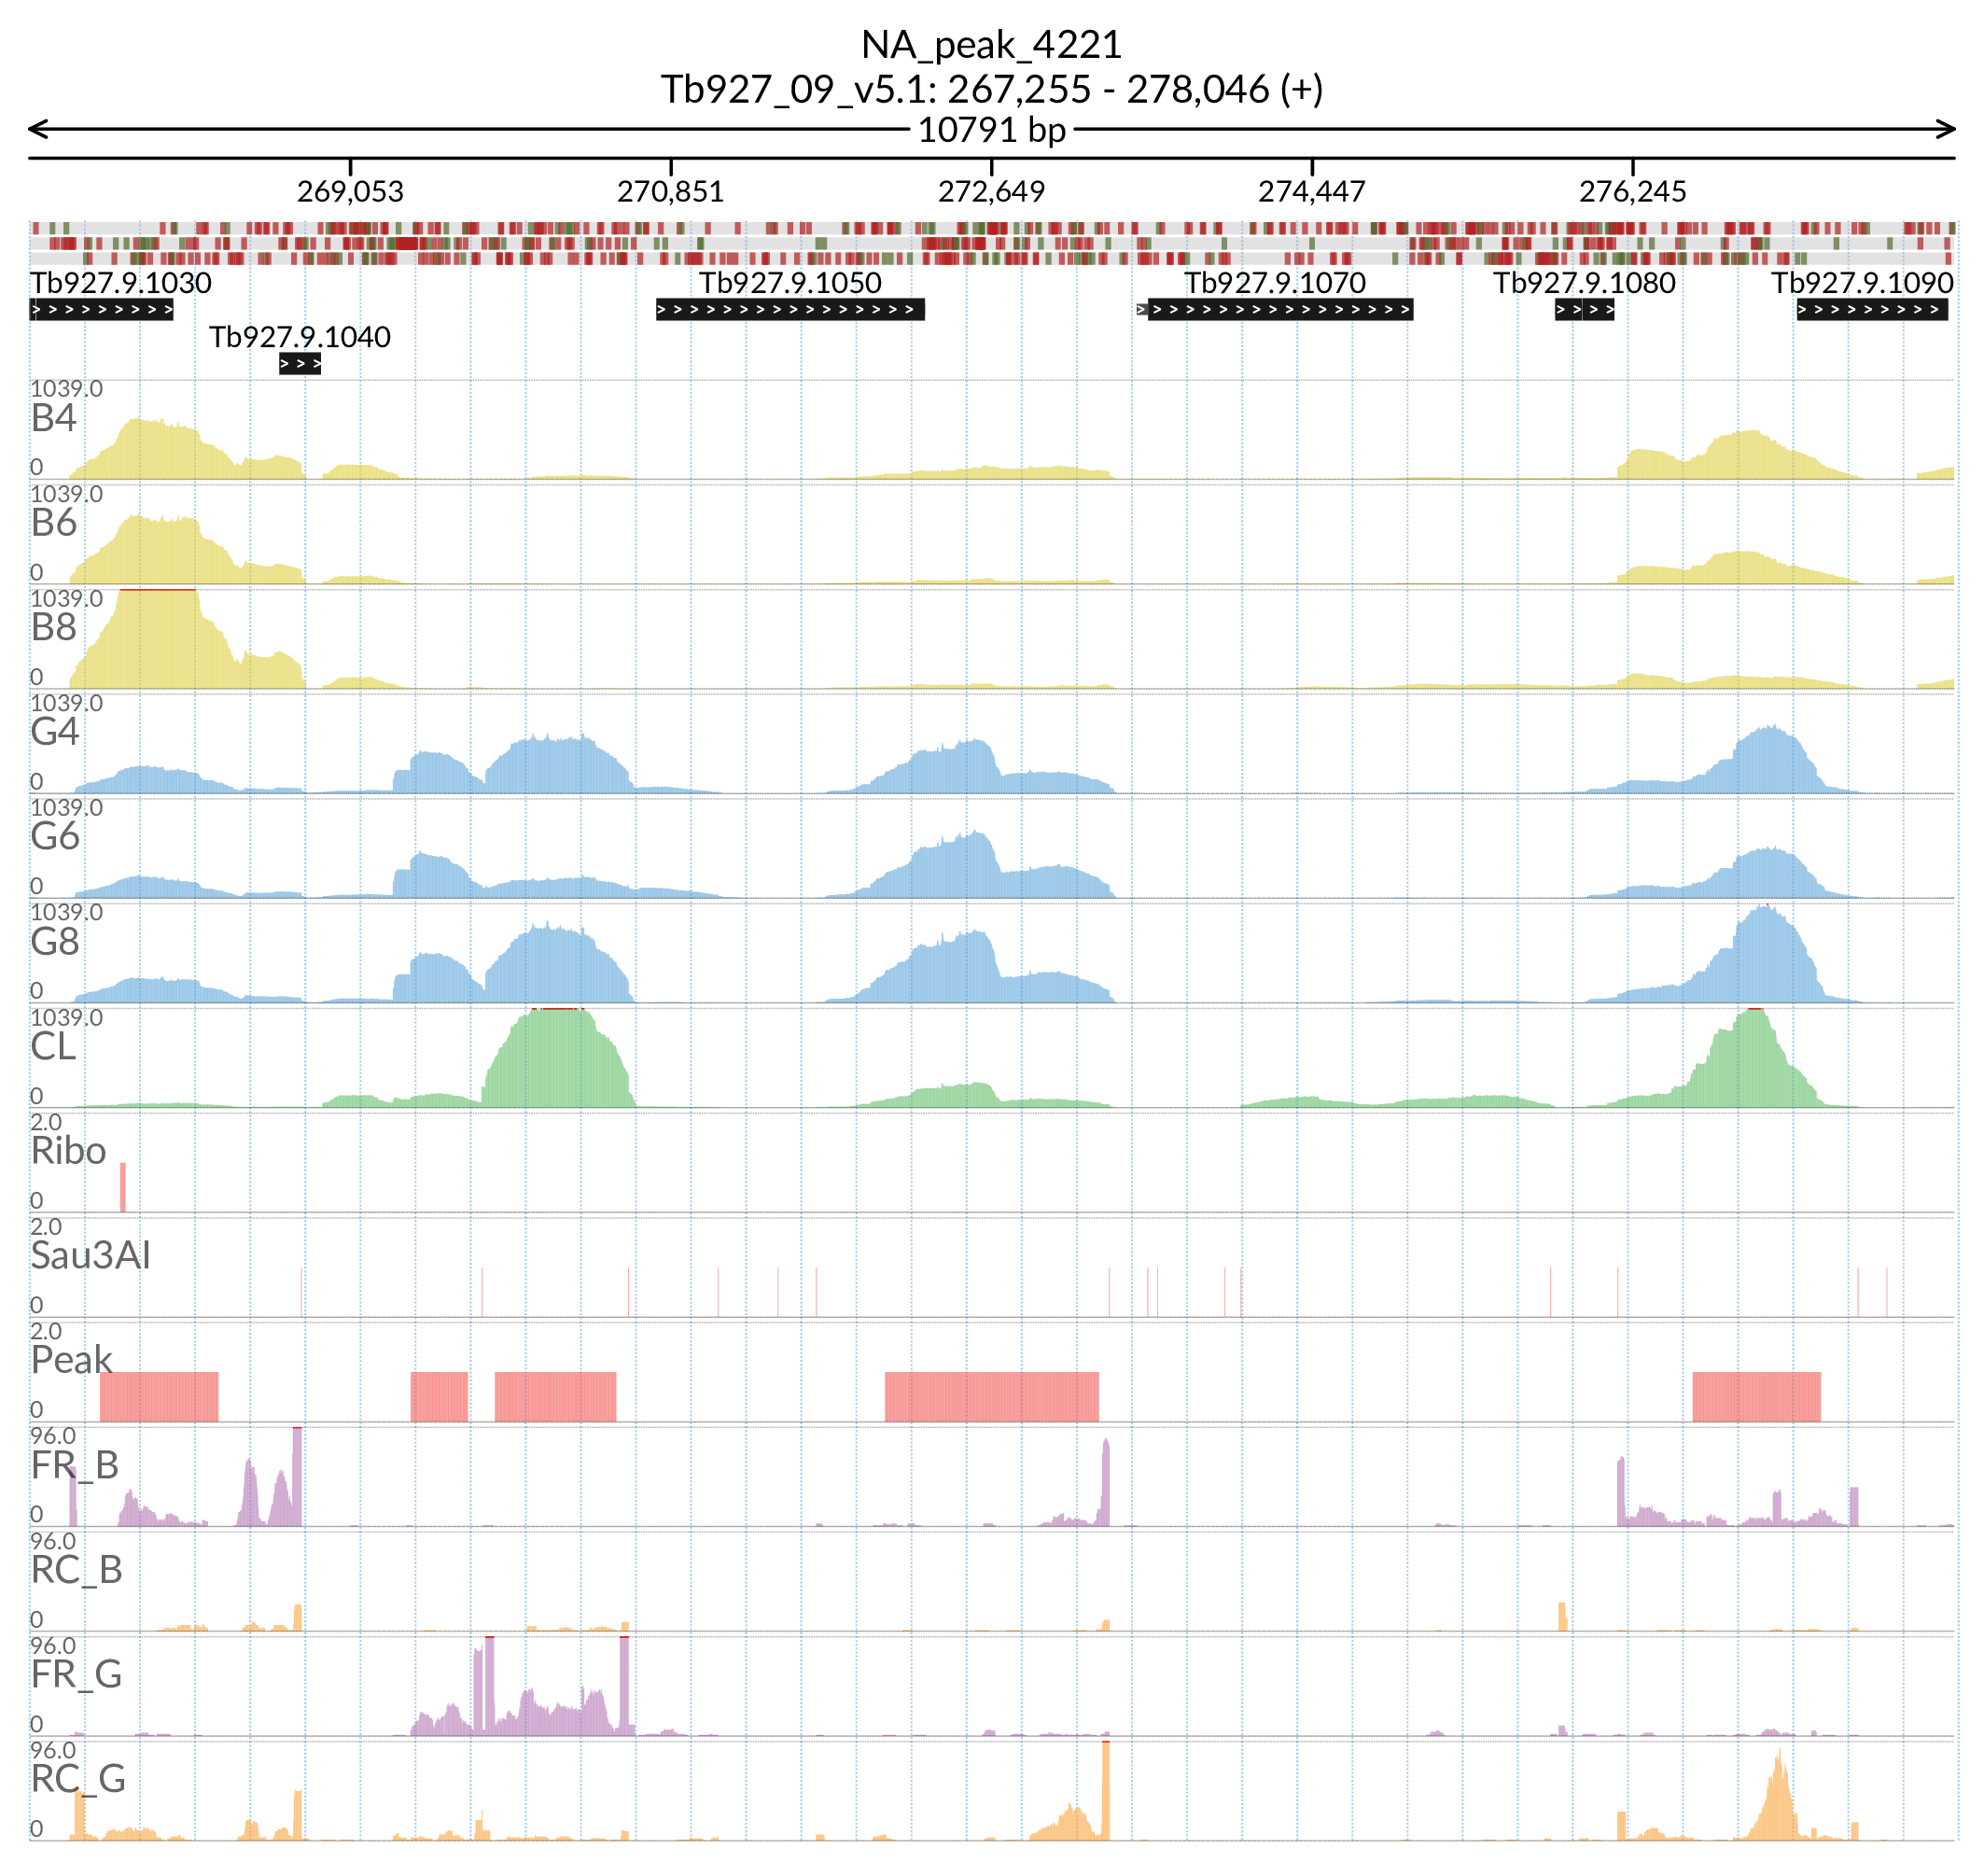 NA_peak_4221
Tb927_09_v5.1: 267,255 - 278,046 (+)
10791 bp
269,053 270,851 272,649 274,447 276,245
Tb927.9.1030 Tb927.9.1050 Tb927.9.1070 Tb927.9.1080 Tb927.9.1090
Tb927.9.1040
1039.0
B4
0
1039.0
B6
0
1039.0
B8
0
1039.0
G4
0
1039.0
G6
0
1039.0
G8
0
1039.0
CL
0
2.0
Ribo
0
2.0
Sau3AI
0
2.0
Peak
0
96.0
FR_B
0
96.0
RC_B
0
96.0
FR_G
0
96.0
RC_G
0